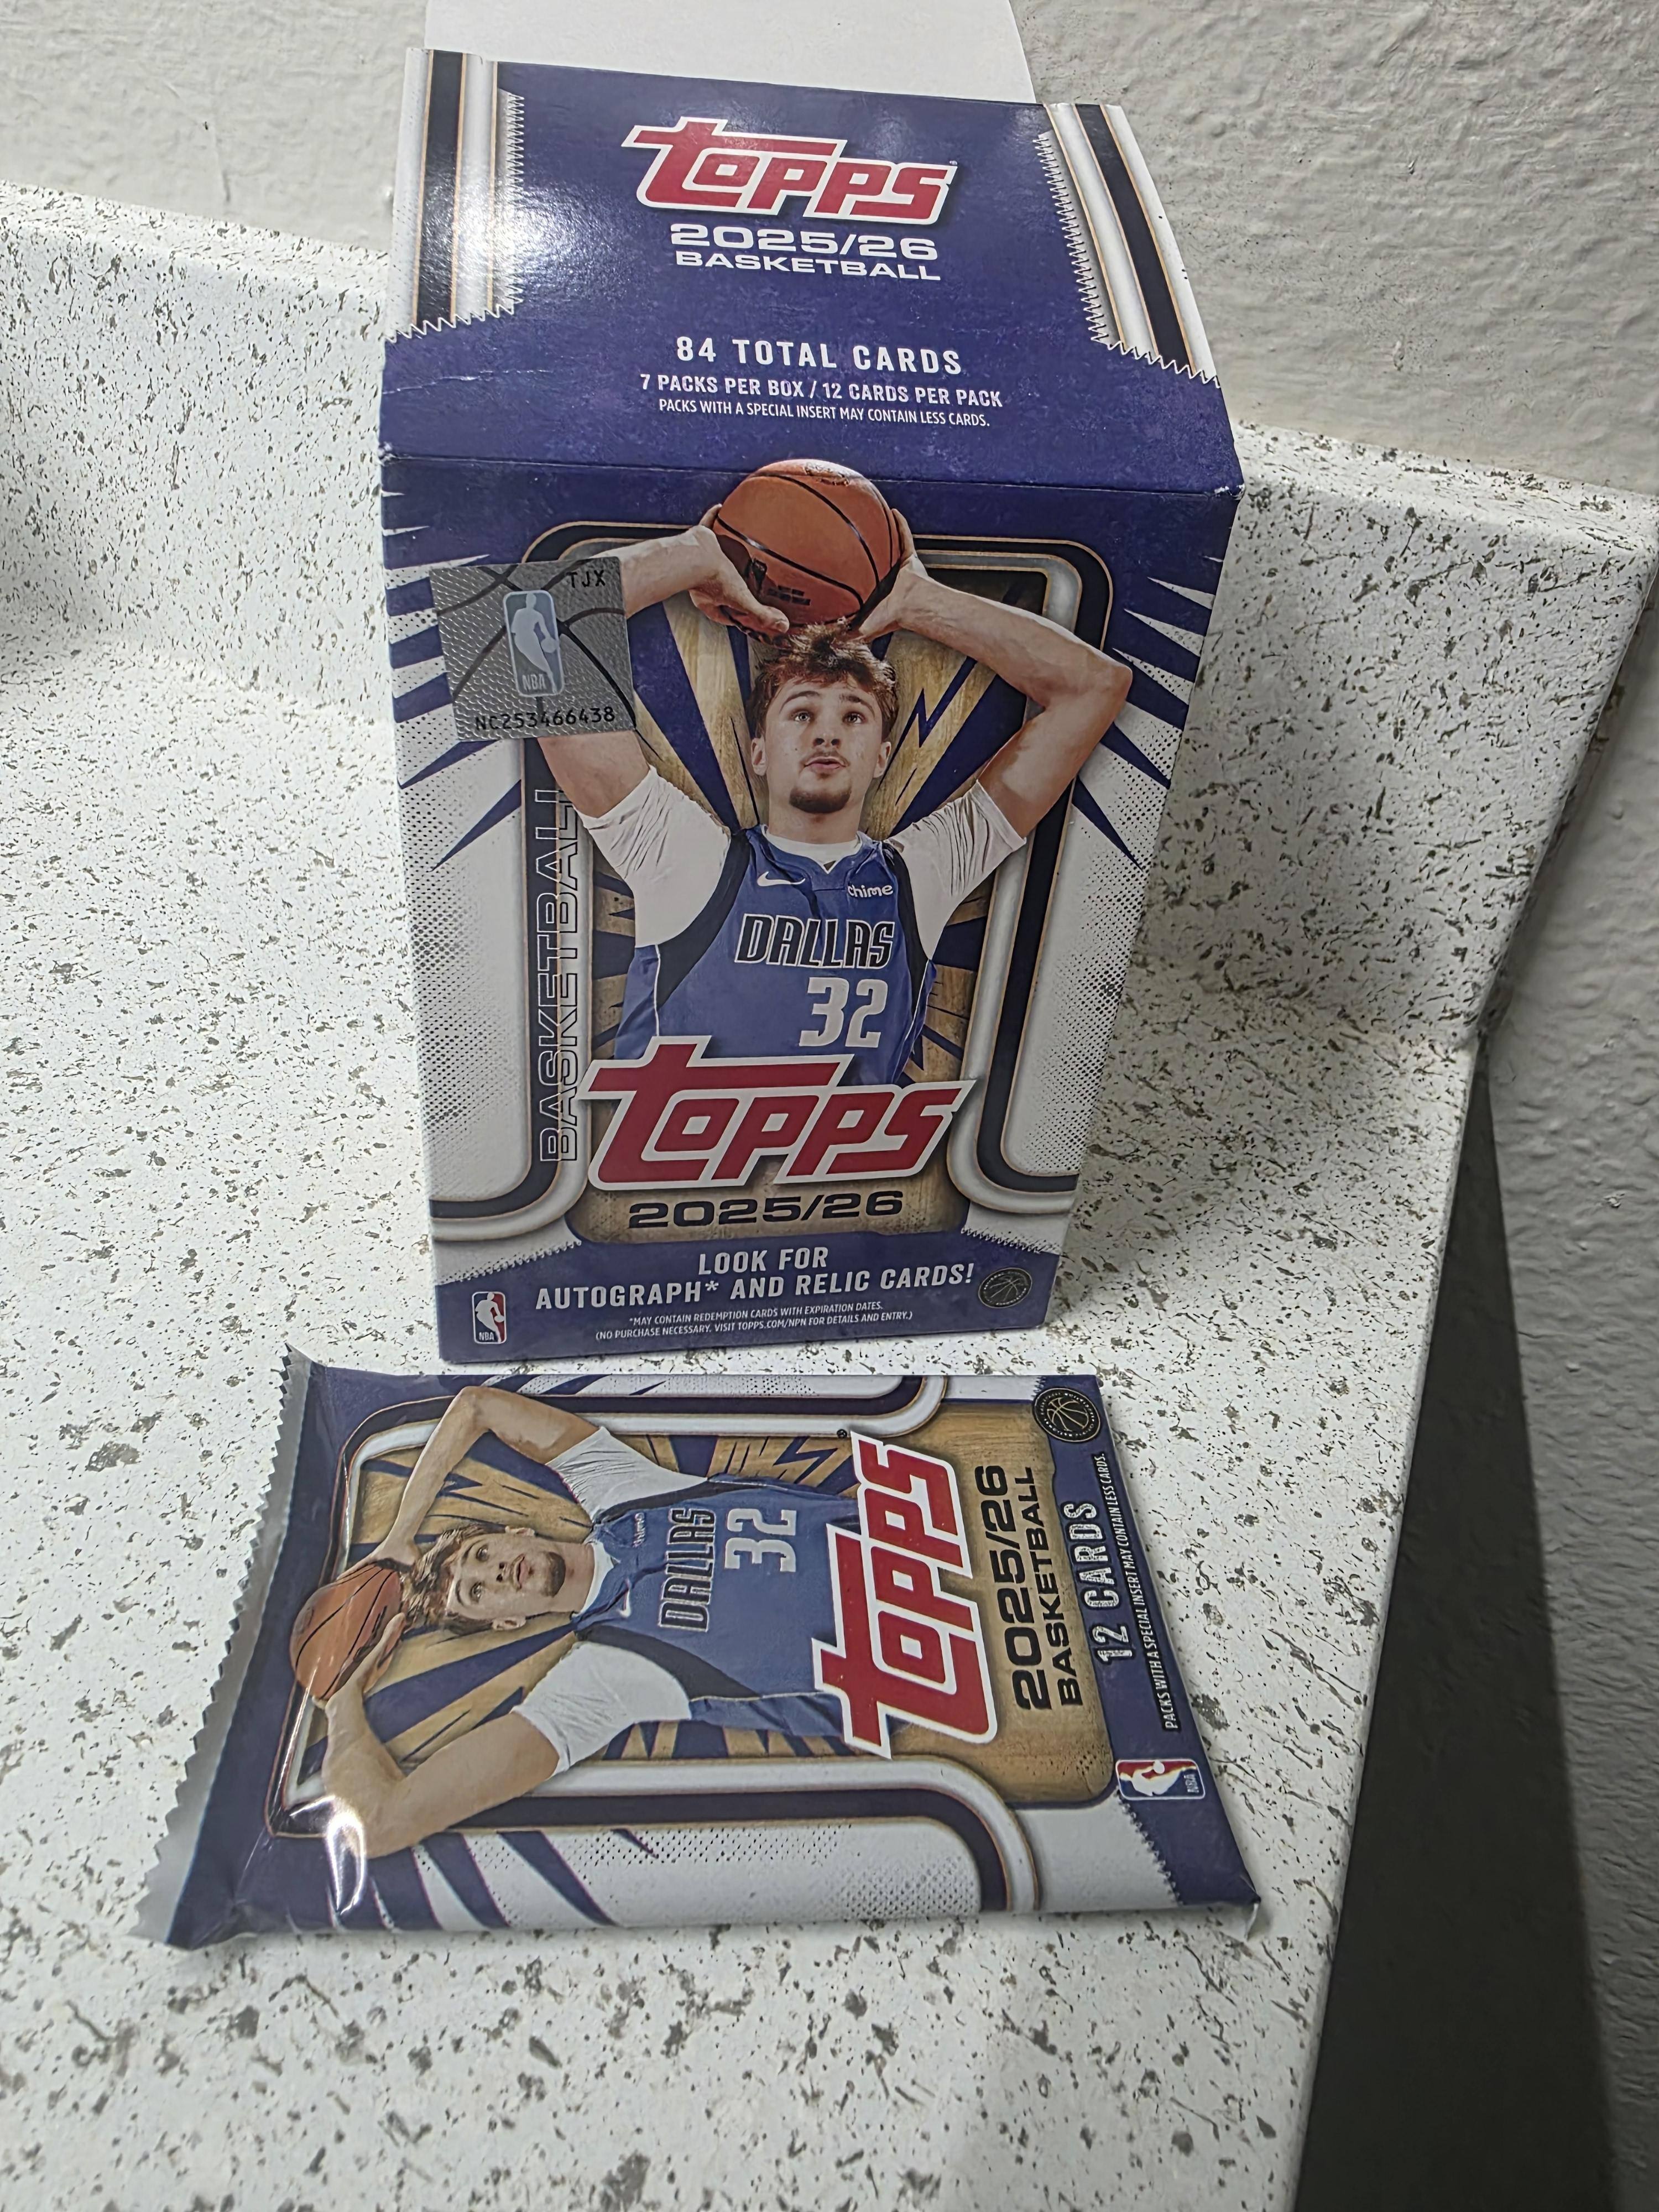 Topps
2025/26
BASKETBALL
84 TOTAL CARDS
7 PACKS PER BOX / 12 CARDS PER PACK
PACKS WITH A SPECIAL INSERT MAY CONTAIN LESS CARDS.
TJX
NBA
NC253466438
BASKETBALL
chime
DALLAS
32
Topps
2025/26
LOOK FOR
AUTOGRAPH* AND RELIC CARDS!
*MAY CONTAIN REDEMPTION CARDS WITH EXPIRATION DATES.
(NO PURCHASE NECESSARY. VISIT TOPPS.COM/NPN FOR DETAILS AND ENTRY.)
NBA
chime
DALLAS
32
Topps
2025/26
BASKETBALL
12 CARDS
PACKS WITH A SPECIAL INSERT MAY CONTAIN LESS CARDS.
NBA